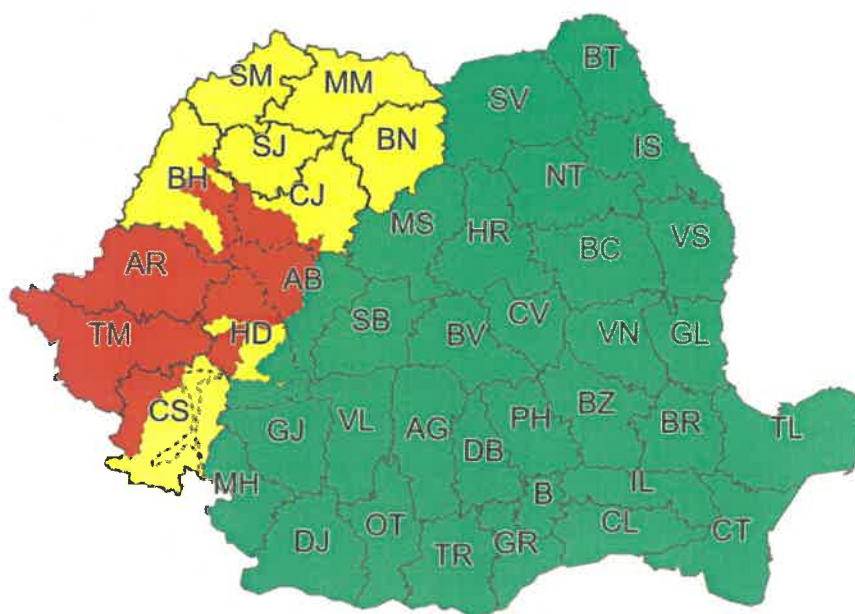 BT
SM
MM
SV
SJ
BN
IS
BH
CJ
NT
MS
HR
BC
VS
AR
AB
TM
HD
SB
BV
CV
VN
GL
CS
GJ
VL
AG
PH
BZ
BR
TL
DB
MH
B
IL
DJ
OT
TR
GR
CL
CT